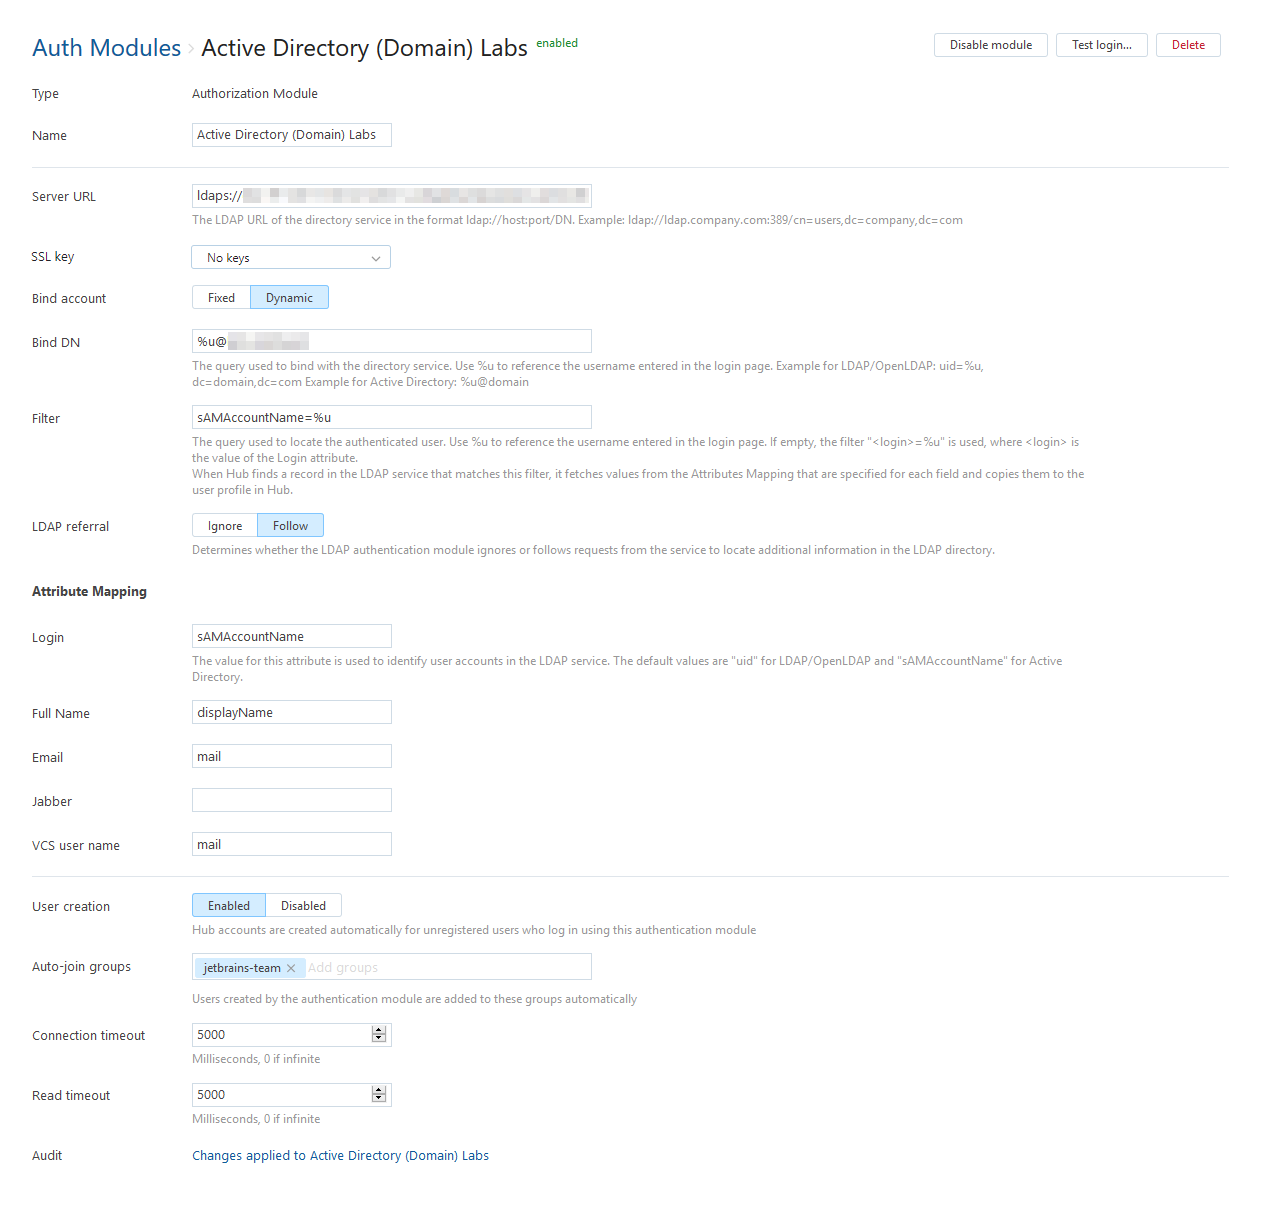 Auth Modules › Active Directory (Domain) Labs enabled Disable module Test login... Delete
Type Authorization Module
Name Active Directory (Domain) Labs
Server URL ldaps://
The LDAP URL of the directory service in the format ldap://host:port/DN. Example: ldap://ldap.company.com:389/cn=users,dc=company,dc=com
SSL key No keys
Bind account Fixed Dynamic
Bind DN %u@
The query used to bind with the directory service. Use %u to reference the username entered in the login page. Example for LDAP/OpenLDAP: uid=%u,
dc=domain,dc=com Example for Active Directory: %u@domain
Filter sAMAccountName=%u
The query used to locate the authenticated user. Use %u to reference the username entered in the login page. If empty, the filter "<login>=%u" is used, where <login> is
the value of the Login attribute.
When Hub finds a record in the LDAP service that matches this filter, it fetches values from the Attributes Mapping that are specified for each field and copies them to the
user profile in Hub.
LDAP referral Ignore Follow
Determines whether the LDAP authentication module ignores or follows requests from the service to locate additional information in the LDAP directory.
Attribute Mapping
Login sAMAccountName
The value for this attribute is used to identify user accounts in the LDAP service. The default values are "uid" for LDAP/OpenLDAP and "sAMAccountName" for Active
Directory.
Full Name displayName
Email mail
Jabber
VCS user name mail
User creation Enabled Disabled
Hub accounts are created automatically for unregistered users who log in using this authentication module
Auto-join groups jetbrains-team × Add groups
Users created by the authentication module are added to these groups automatically
Connection timeout 5000
Milliseconds, 0 if infinite
Read timeout 5000
Milliseconds, 0 if infinite
Audit Changes applied to Active Directory (Domain) Labs